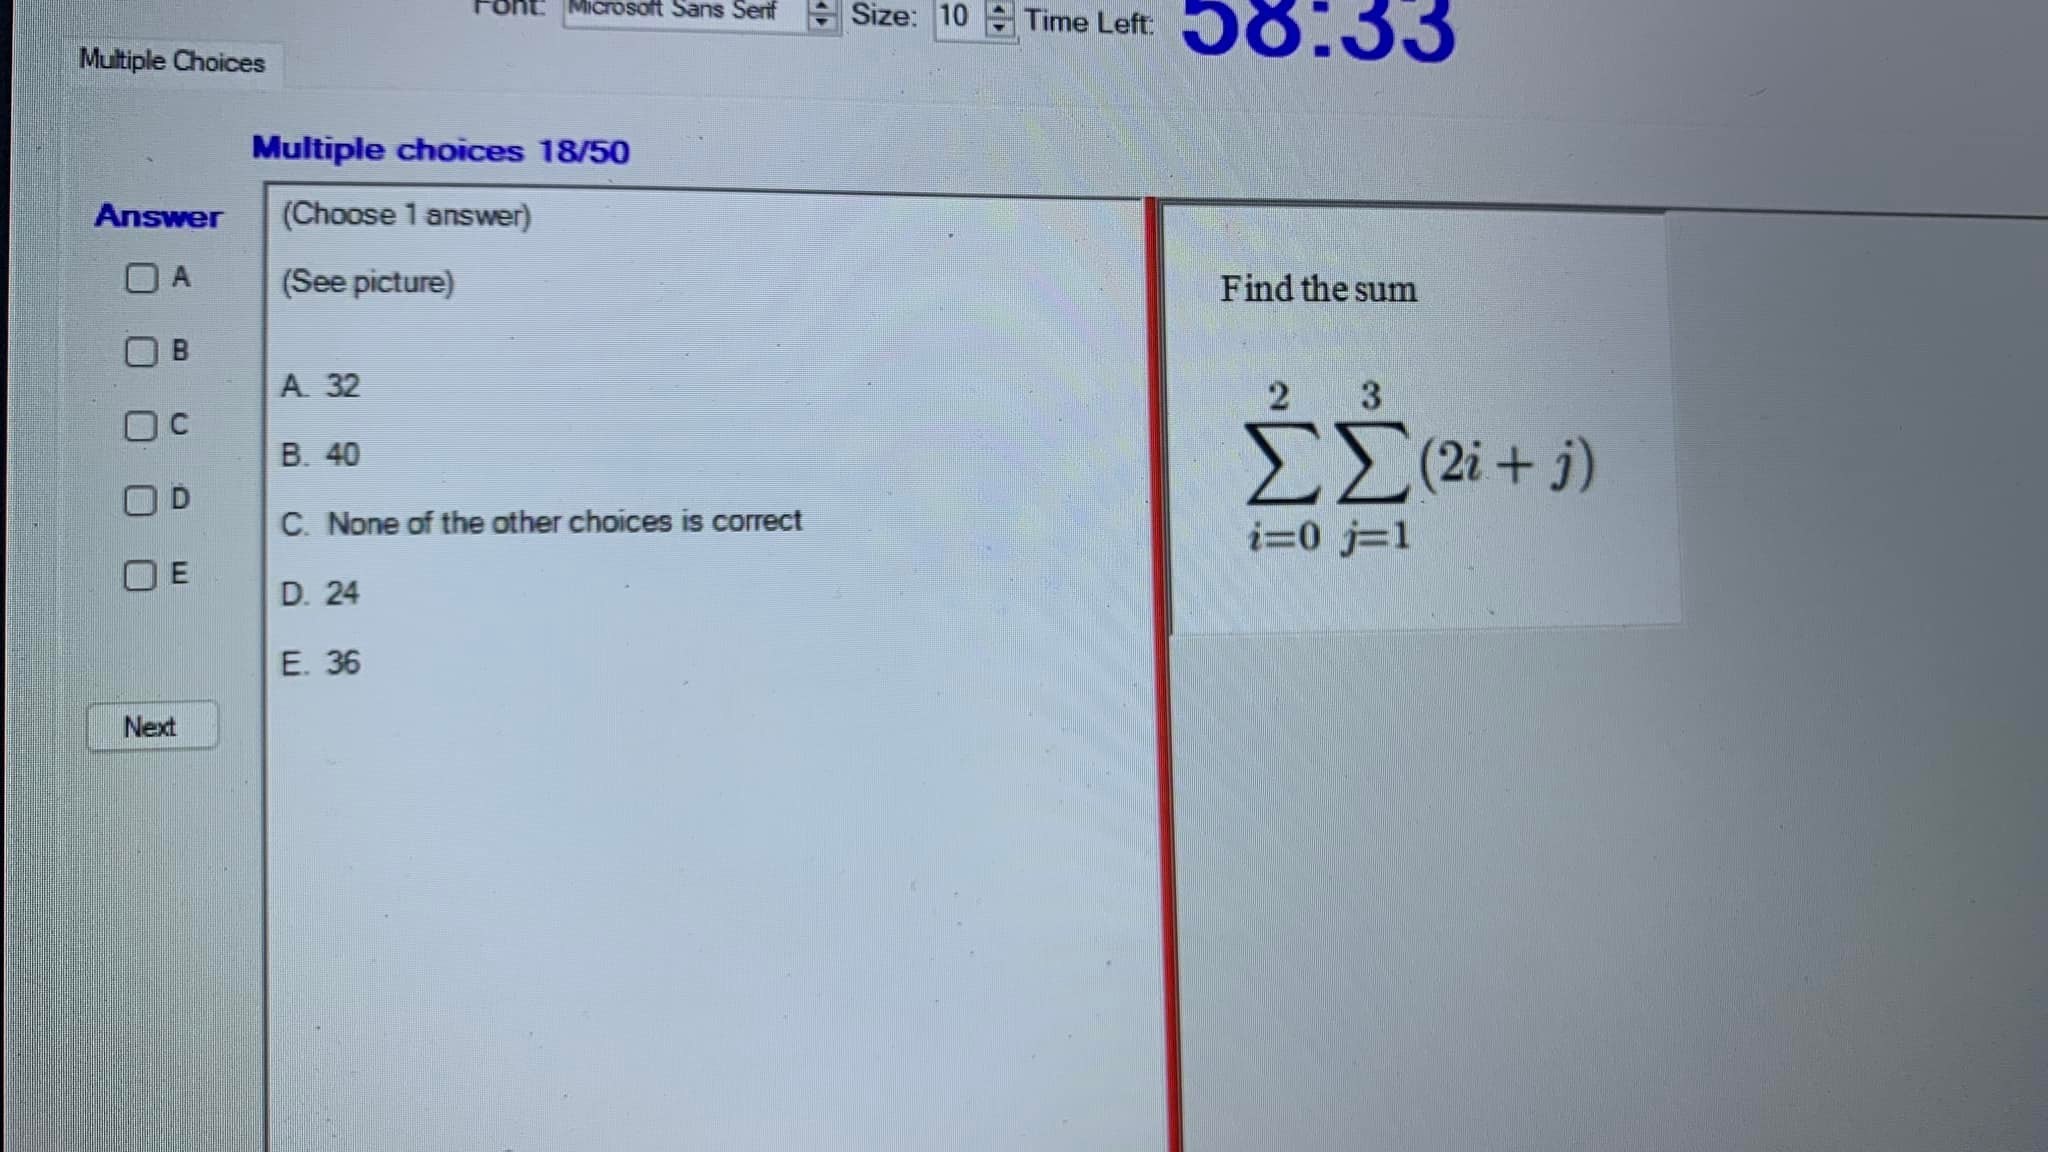 Font: Microsoft Sans Serif Size: 10 Time Left: 58:33
Multiple Choices
Multiple choices 18/50
Answer
A
B
C
D
E
Next
(Choose 1 answer)
(See picture)
A. 32
B. 40
C. None of the other choices is correct
D. 24
E. 36
Find the sum
2 3
∑∑(2i + j)
i=0 j=1